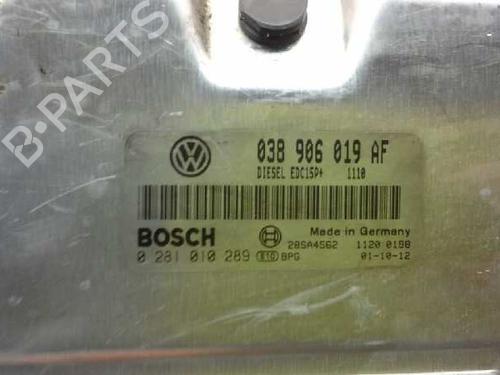 B-PARTS
038 906 019 AF
DIESEL EDC15P+ 1110
BOSCH
Made in Germany
28SA4562 1120 0198
0 281 010 289 E10 BPG 01-10-12